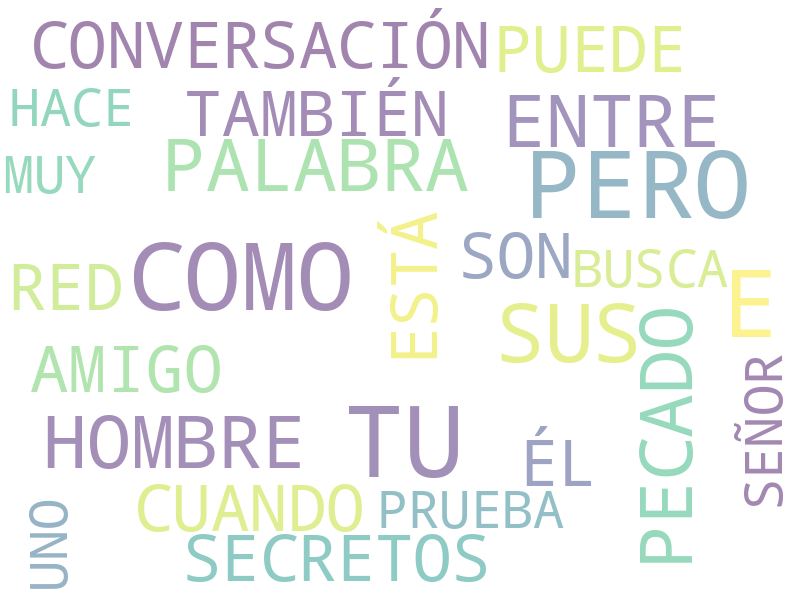 CONVERSACIÓN
PUEDE
HACE
TAMBIÉN
ENTRE
MUY
PALABRA
PERO
COMO
ESTÁ
SON
BUSCA
RED
SUS
E
AMIGO
PECADO
SEÑOR
HOMBRE
TU
ÉL
CUANDO
PRUEBA
UNO
SECRETOS